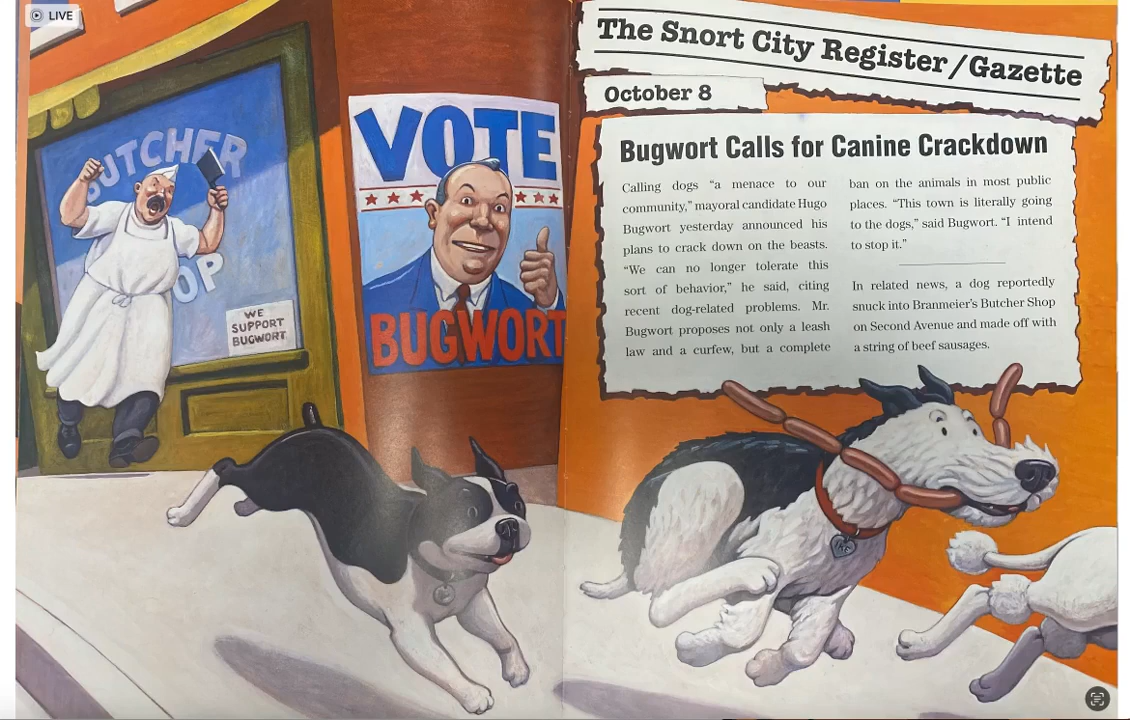 LIVE
BUTCHER
OP
WE
SUPPORT
BUGWORT
VOTE
BUGWORT
The Snort City Register/Gazette
October 8
Bugwort Calls for Canine Crackdown
Calling dogs “a menace to our
community,” mayoral candidate Hugo
Bugwort yesterday announced his
plans to crack down on the beasts.
“We can no longer tolerate this
sort of behavior,” he said, citing
recent dog-related problems. Mr.
Bugwort proposes not only a leash
law and a curfew, but a complete
ban on the animals in most public
places. “This town is literally going
to the dogs,” said Bugwort. “I intend
to stop it.”
In related news, a dog reportedly
snuck into Branmeier’s Butcher Shop
on Second Avenue and made off with
a string of beef sausages.